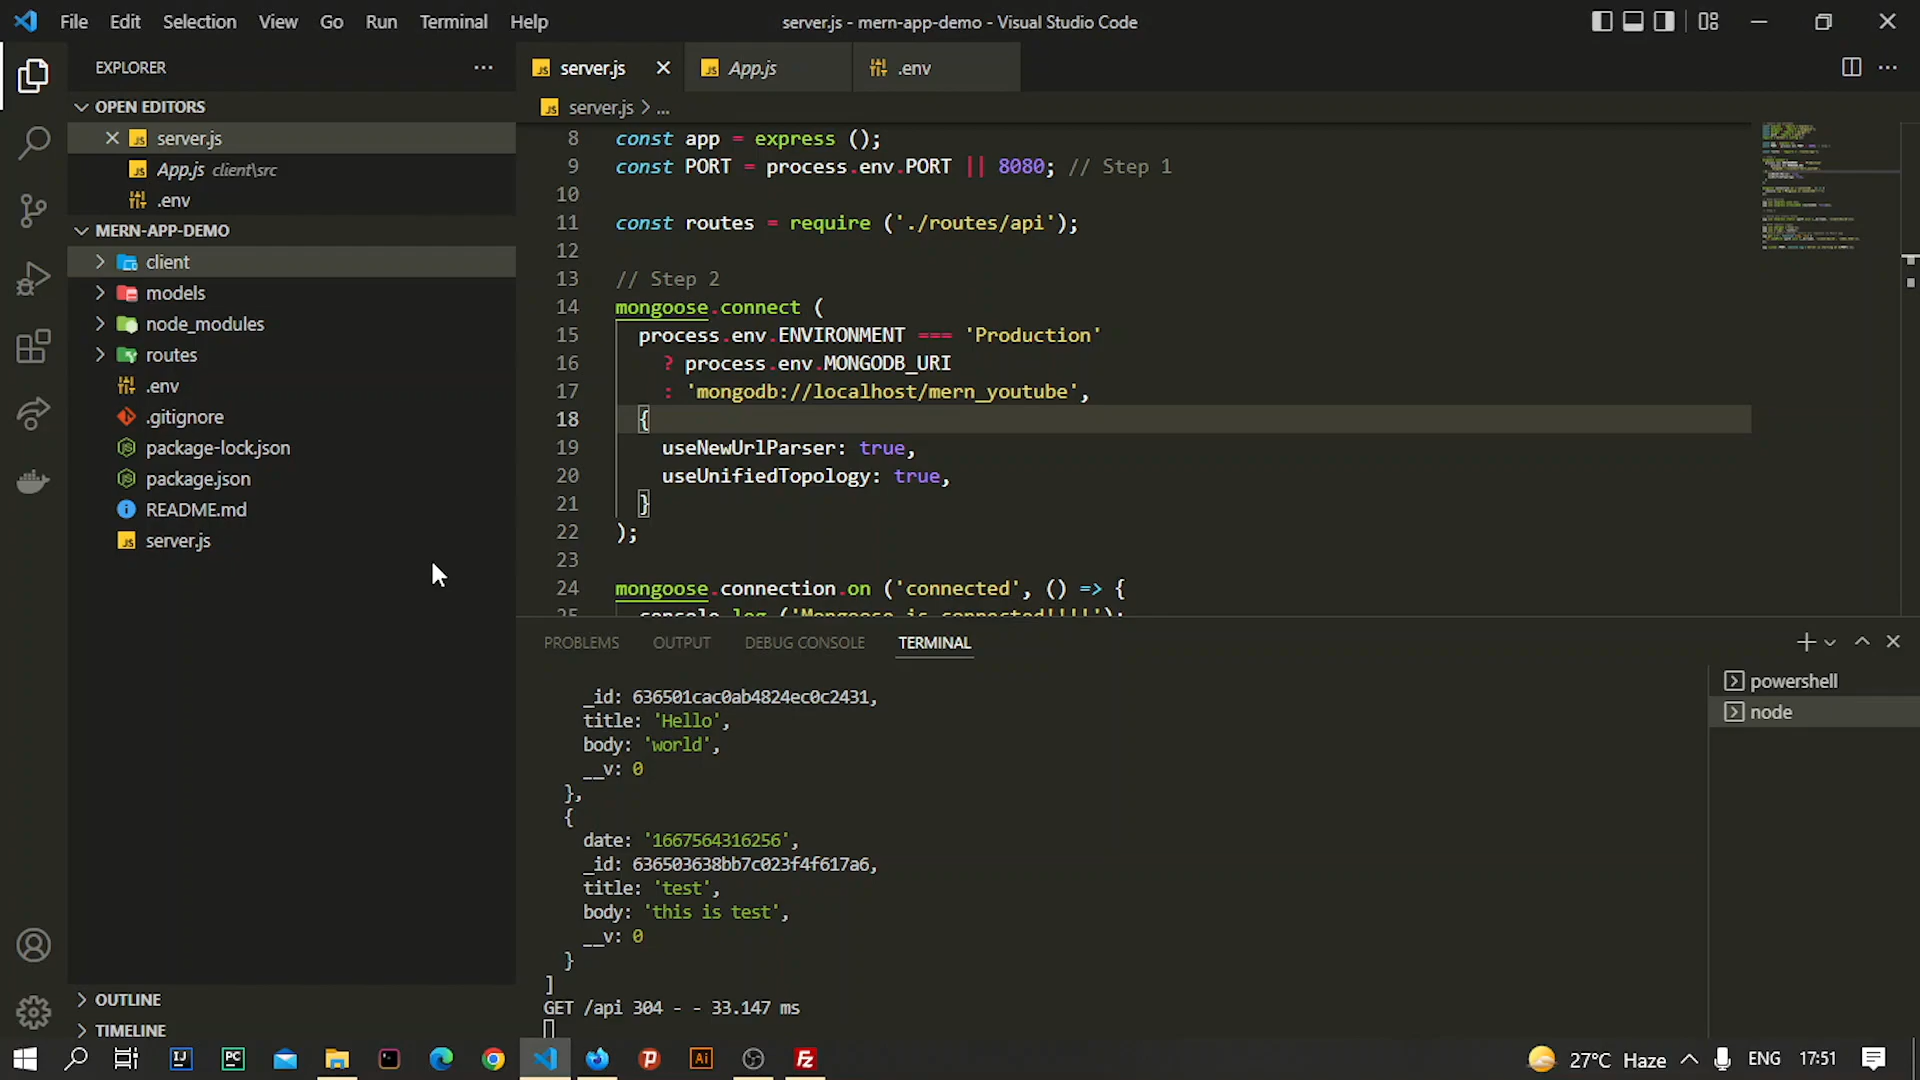 File Edit Selection View Go Run Terminal Help
server.js - mern-app-demo - Visual Studio Code
EXPLORER
OPEN EDITORS
server.js
App.js client\src
.env
MERN-APP-DEMO
client
models
node_modules
routes
.env
.gitignore
package-lock.json
package.json
README.md
server.js
OUTLINE
TIMELINE
server.js
App.js
.env
server.js > ...
8 const app = express ();
9 const PORT = process.env.PORT || 8080; // Step 1
10
11 const routes = require ('./routes/api');
12
13 // Step 2
14 mongoose.connect (
15 process.env.ENVIRONMENT === 'Production'
16 ? process.env.MONGODB_URI
17 : 'mongodb://localhost/mern_youtube',
18 {
19 useNewUrlParser: true,
20 useUnifiedTopology: true,
21 }
22 );
23
24 mongoose.connection.on ('connected', () => {
25 console.log ('Mongoose is connected!!!!');
PROBLEMS OUTPUT DEBUG CONSOLE TERMINAL
_id: 636501cac0ab4824ec0c2431,
title: 'Hello',
body: 'world',
__v: 0
},
{
date: '1667564316256',
_id: 636503638bb7c023f4f617a6,
title: 'test',
body: 'this is test',
__v: 0
}
]
GET /api 304 - - 33.147 ms
powershell
node
27°C Haze
ENG
17:51